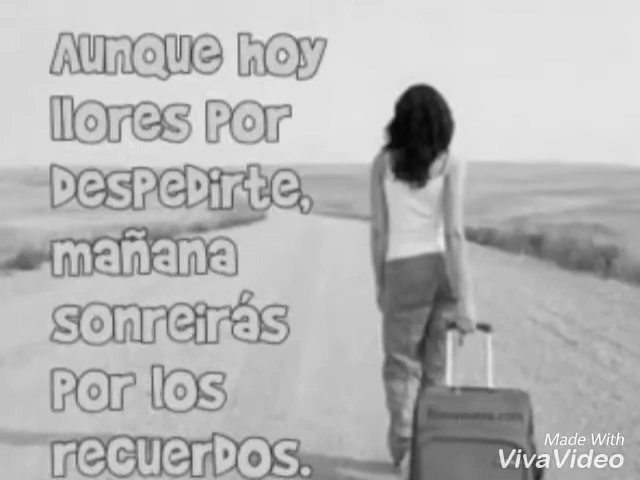 Aunque hoy
llores por
despedirte,
mañana
sonreirás
por los
recuerdos.
Made With
VivaVideo